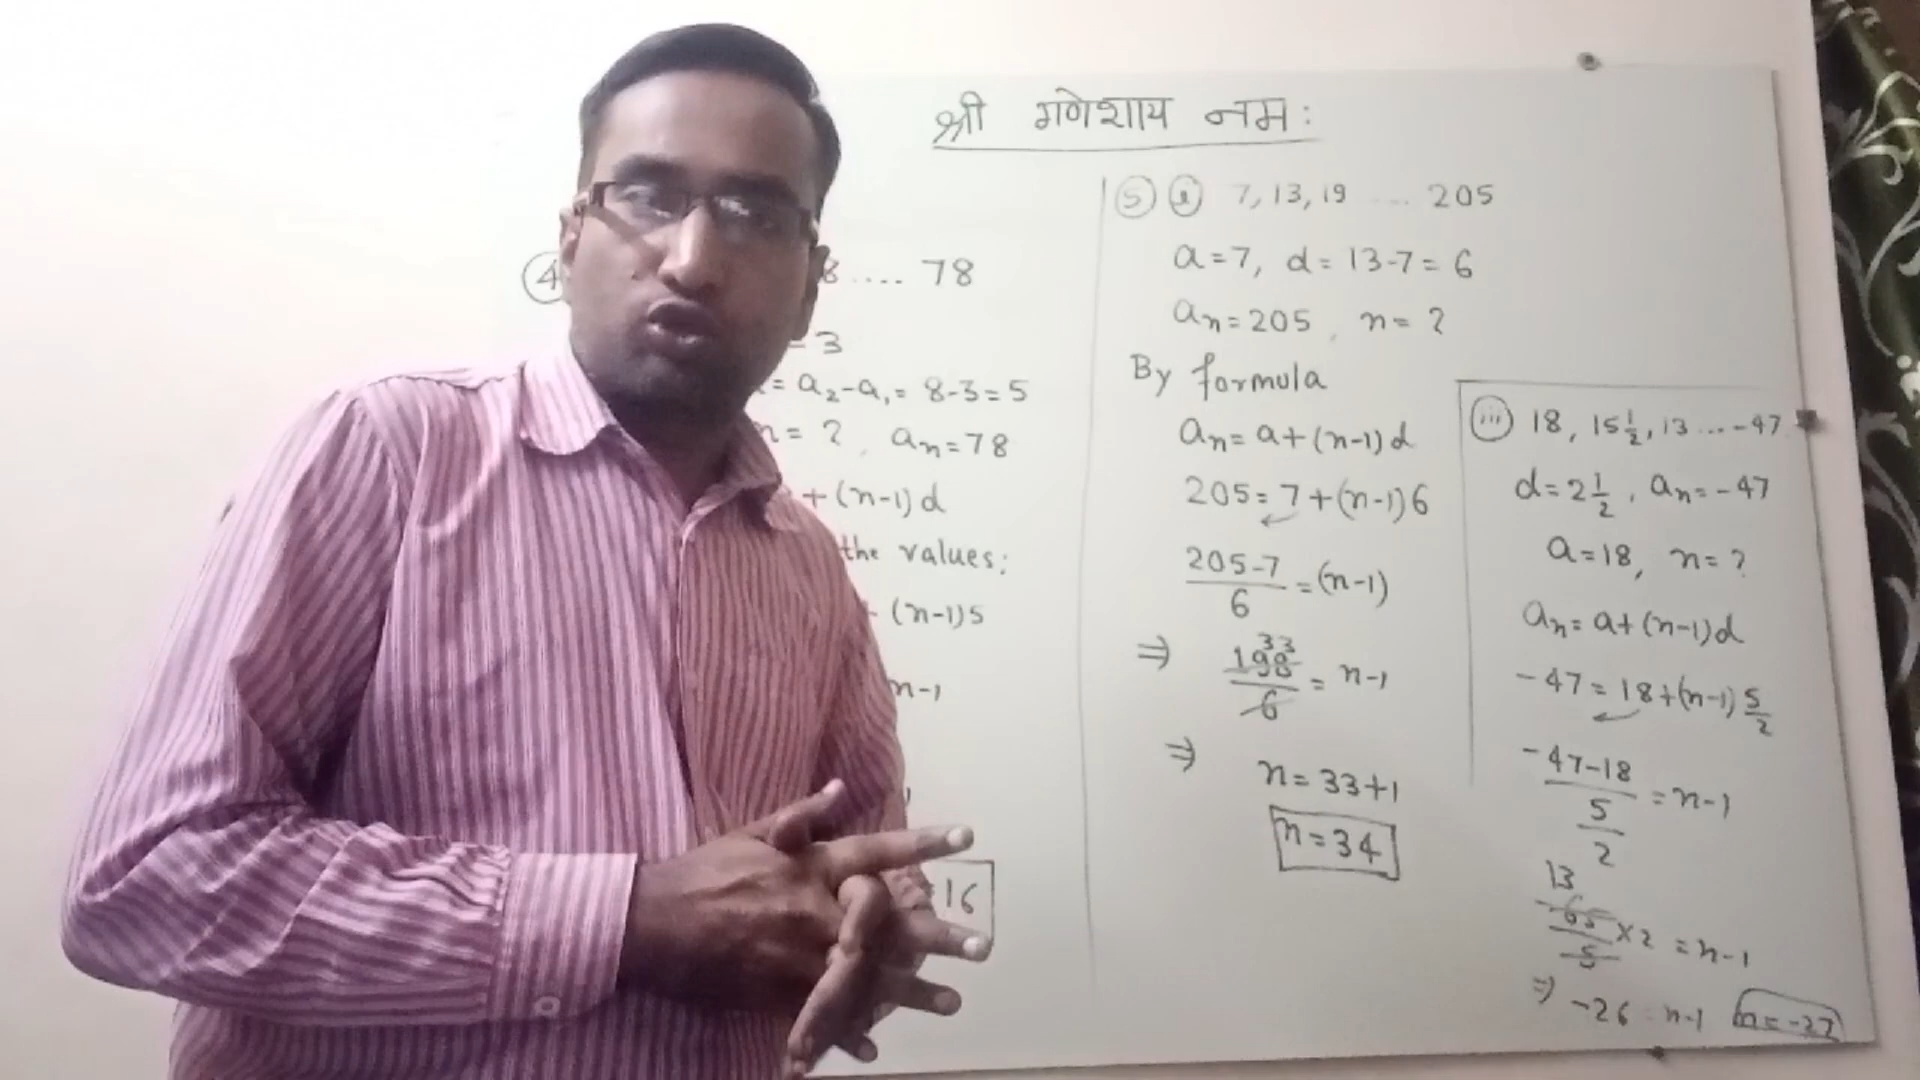 श्री गणेशाय नमः
④ 8 .... 78
- 3
= a₂-a₁= 8-3=5
n= ?, aₙ=78
+(n-1)d
the values:
(n-1)5
n-1
16
⑤ 7, 13, 19 .... 205
a=7, d= 13-7= 6
aₙ=205, n= ?
By formula
aₙ= a+(n-1)d
205= 7+(n-1)6
205-7/6 =(n-1)
33
⇒ 198/6 = n-1
⇒ n= 33+1
n=34
(iii) 18, 15 1/2, 13 ... -47
d=2 1/2, aₙ= -47
a=18, n= ?
aₙ= a+(n-1)d
-47= 18+(n-1) 5/2
-47-18 / 5/2 = n-1
13
-65/5 ×2 = n-1
⇒ -26 = n-1 n= -27